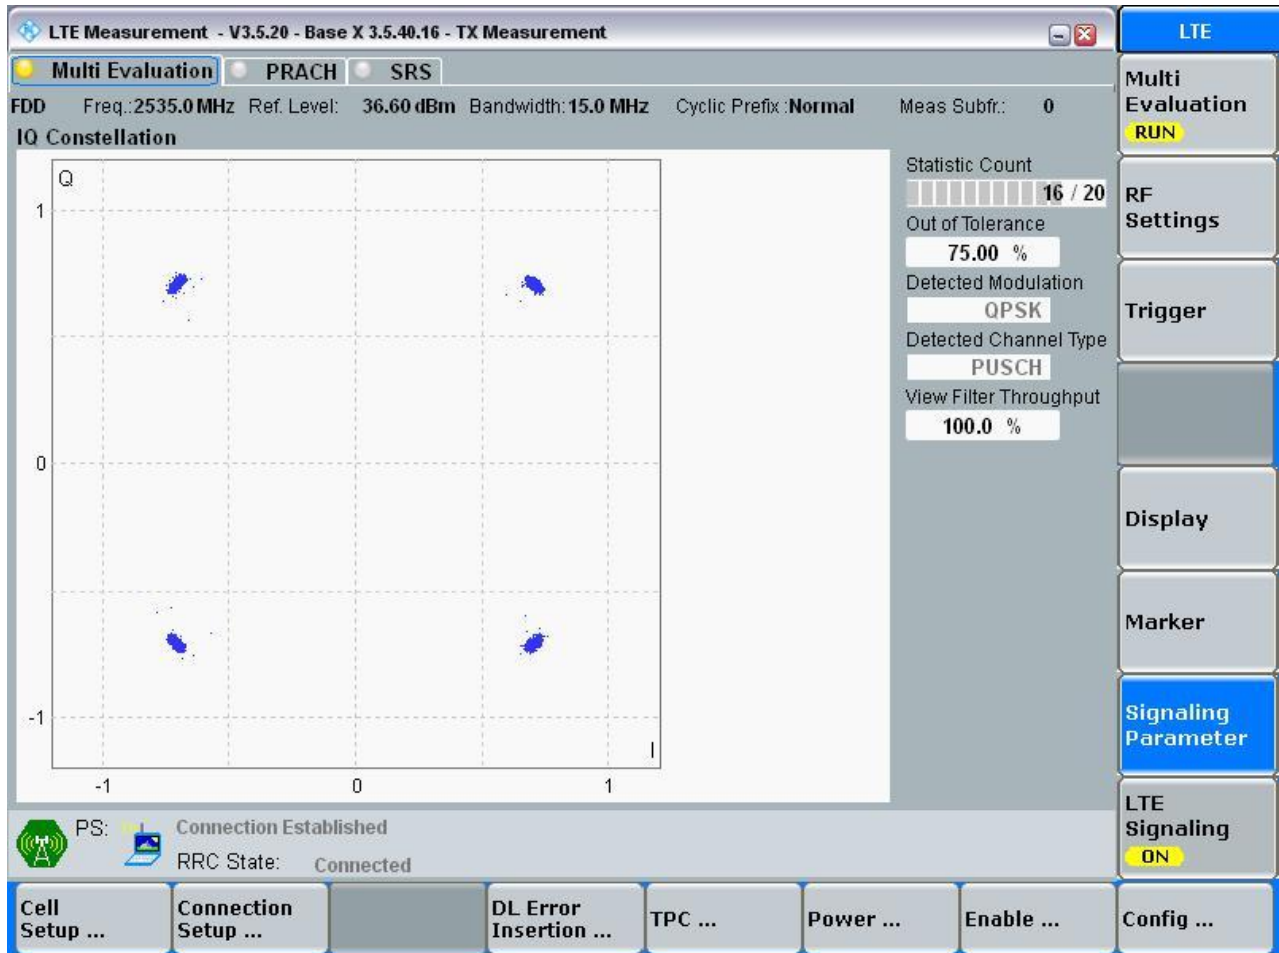 LTE Measurement - V3.5.20 - Base X 3.5.40.16 - TX Measurement
LTE
Multi Evaluation PRACH SRS
FDD Freq.:2535.0 MHz Ref. Level: 36.60 dBm Bandwidth:15.0 MHz Cyclic Prefix :Normal Meas Subfr.: 0
IQ Constellation
Q
1
0
-1
I
-1 0 1
Statistic Count
16 / 20
Out of Tolerance
75.00 %
Detected Modulation
QPSK
Detected Channel Type
PUSCH
View Filter Throughput
100.0 %
Multi
Evaluation
RUN
RF
Settings
Trigger
Display
Marker
Signaling
Parameter
LTE
Signaling
ON
PS: Connection Established
RRC State: Connected
Cell
Setup ...
Connection
Setup ...
DL Error
Insertion ...
TPC ...
Power ...
Enable ...
Config ...